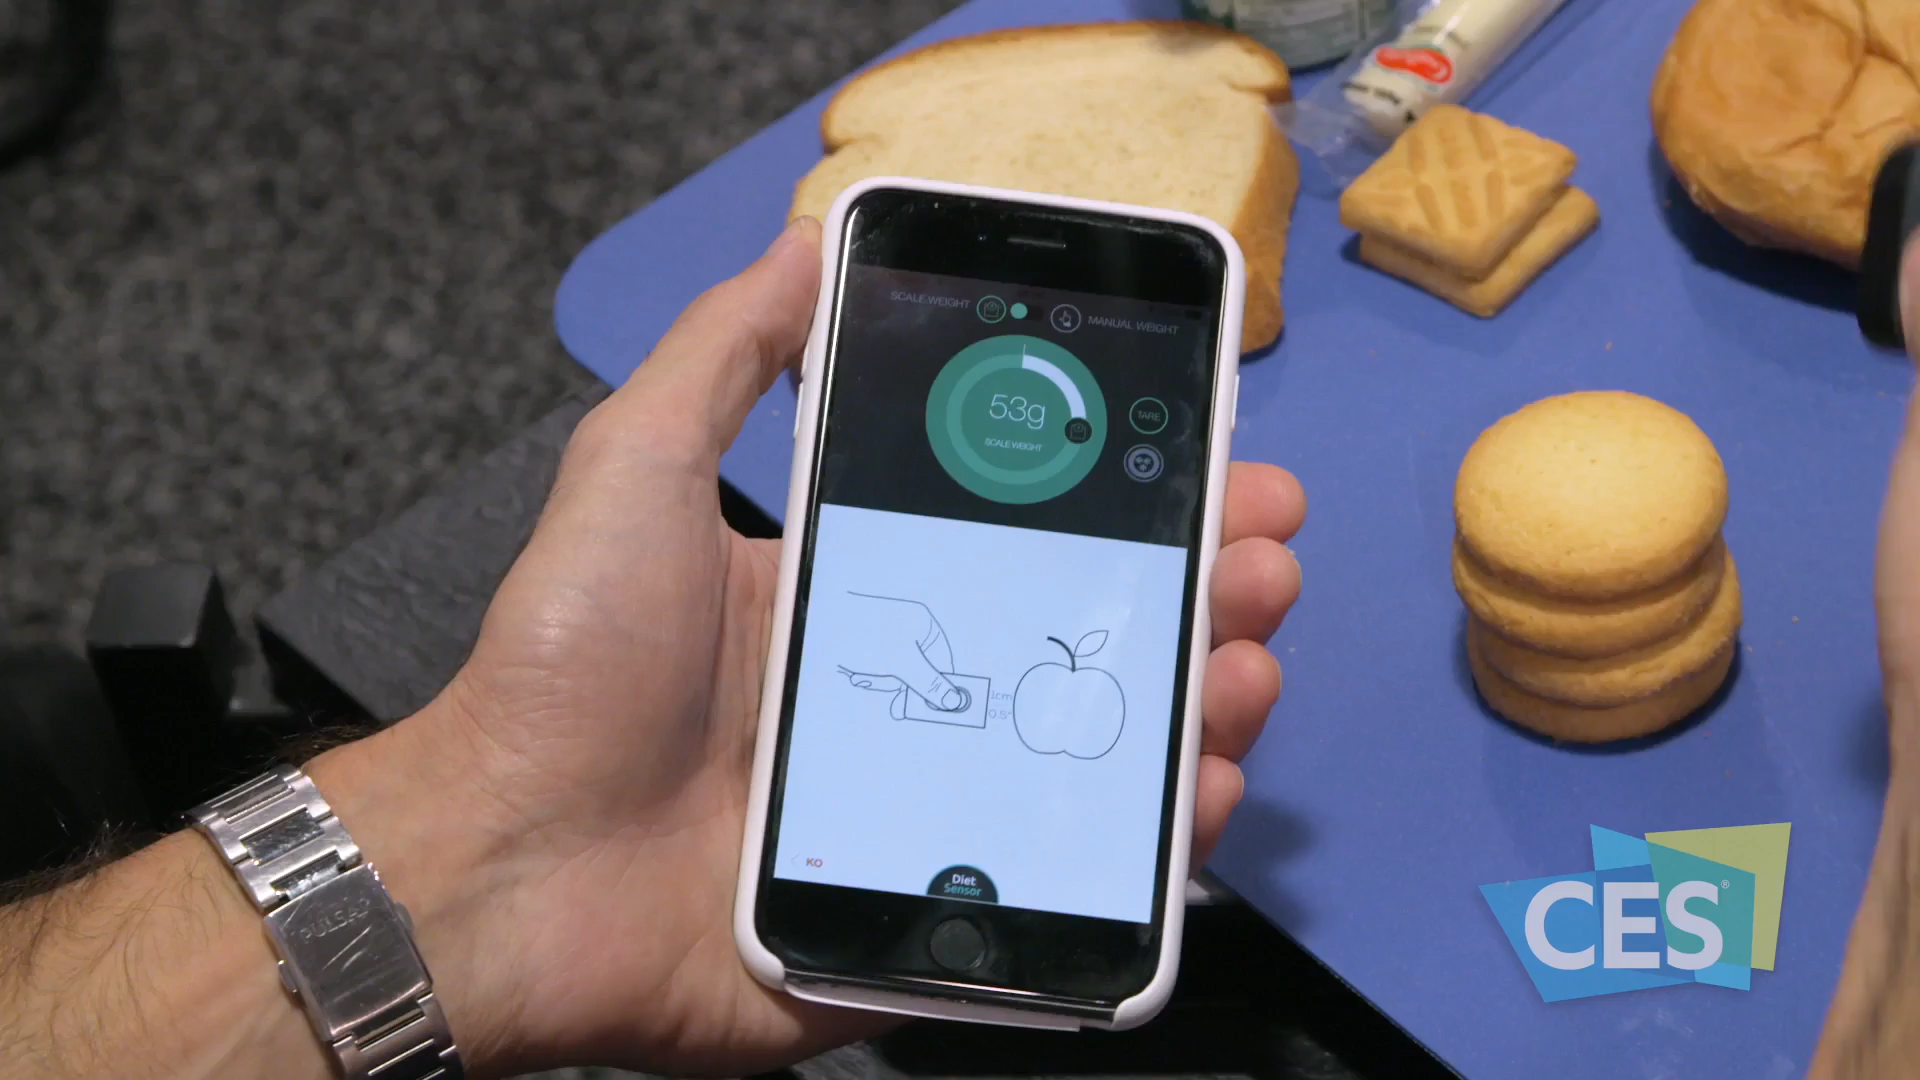 SCALE WEIGHT
MANUAL WEIGHT
53g
SCALE WEIGHT
TARE
1cm
0.5"
KO
Diet
Sensor
PULSAR
CES®